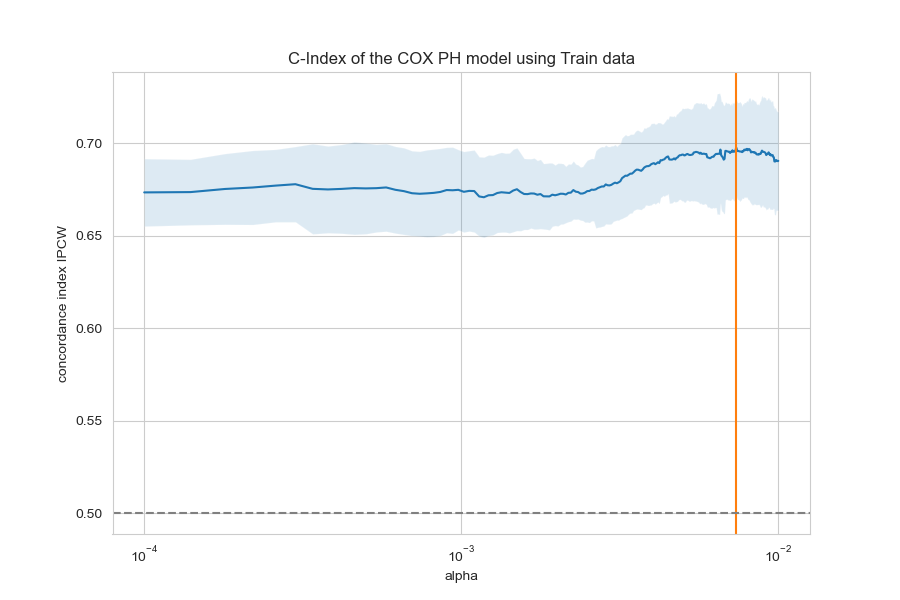 C-Index of the COX PH model using Train data
concordance index IPCW
0.70
0.65
0.60
0.55
0.50
10⁻⁴
10⁻³
10⁻²
alpha